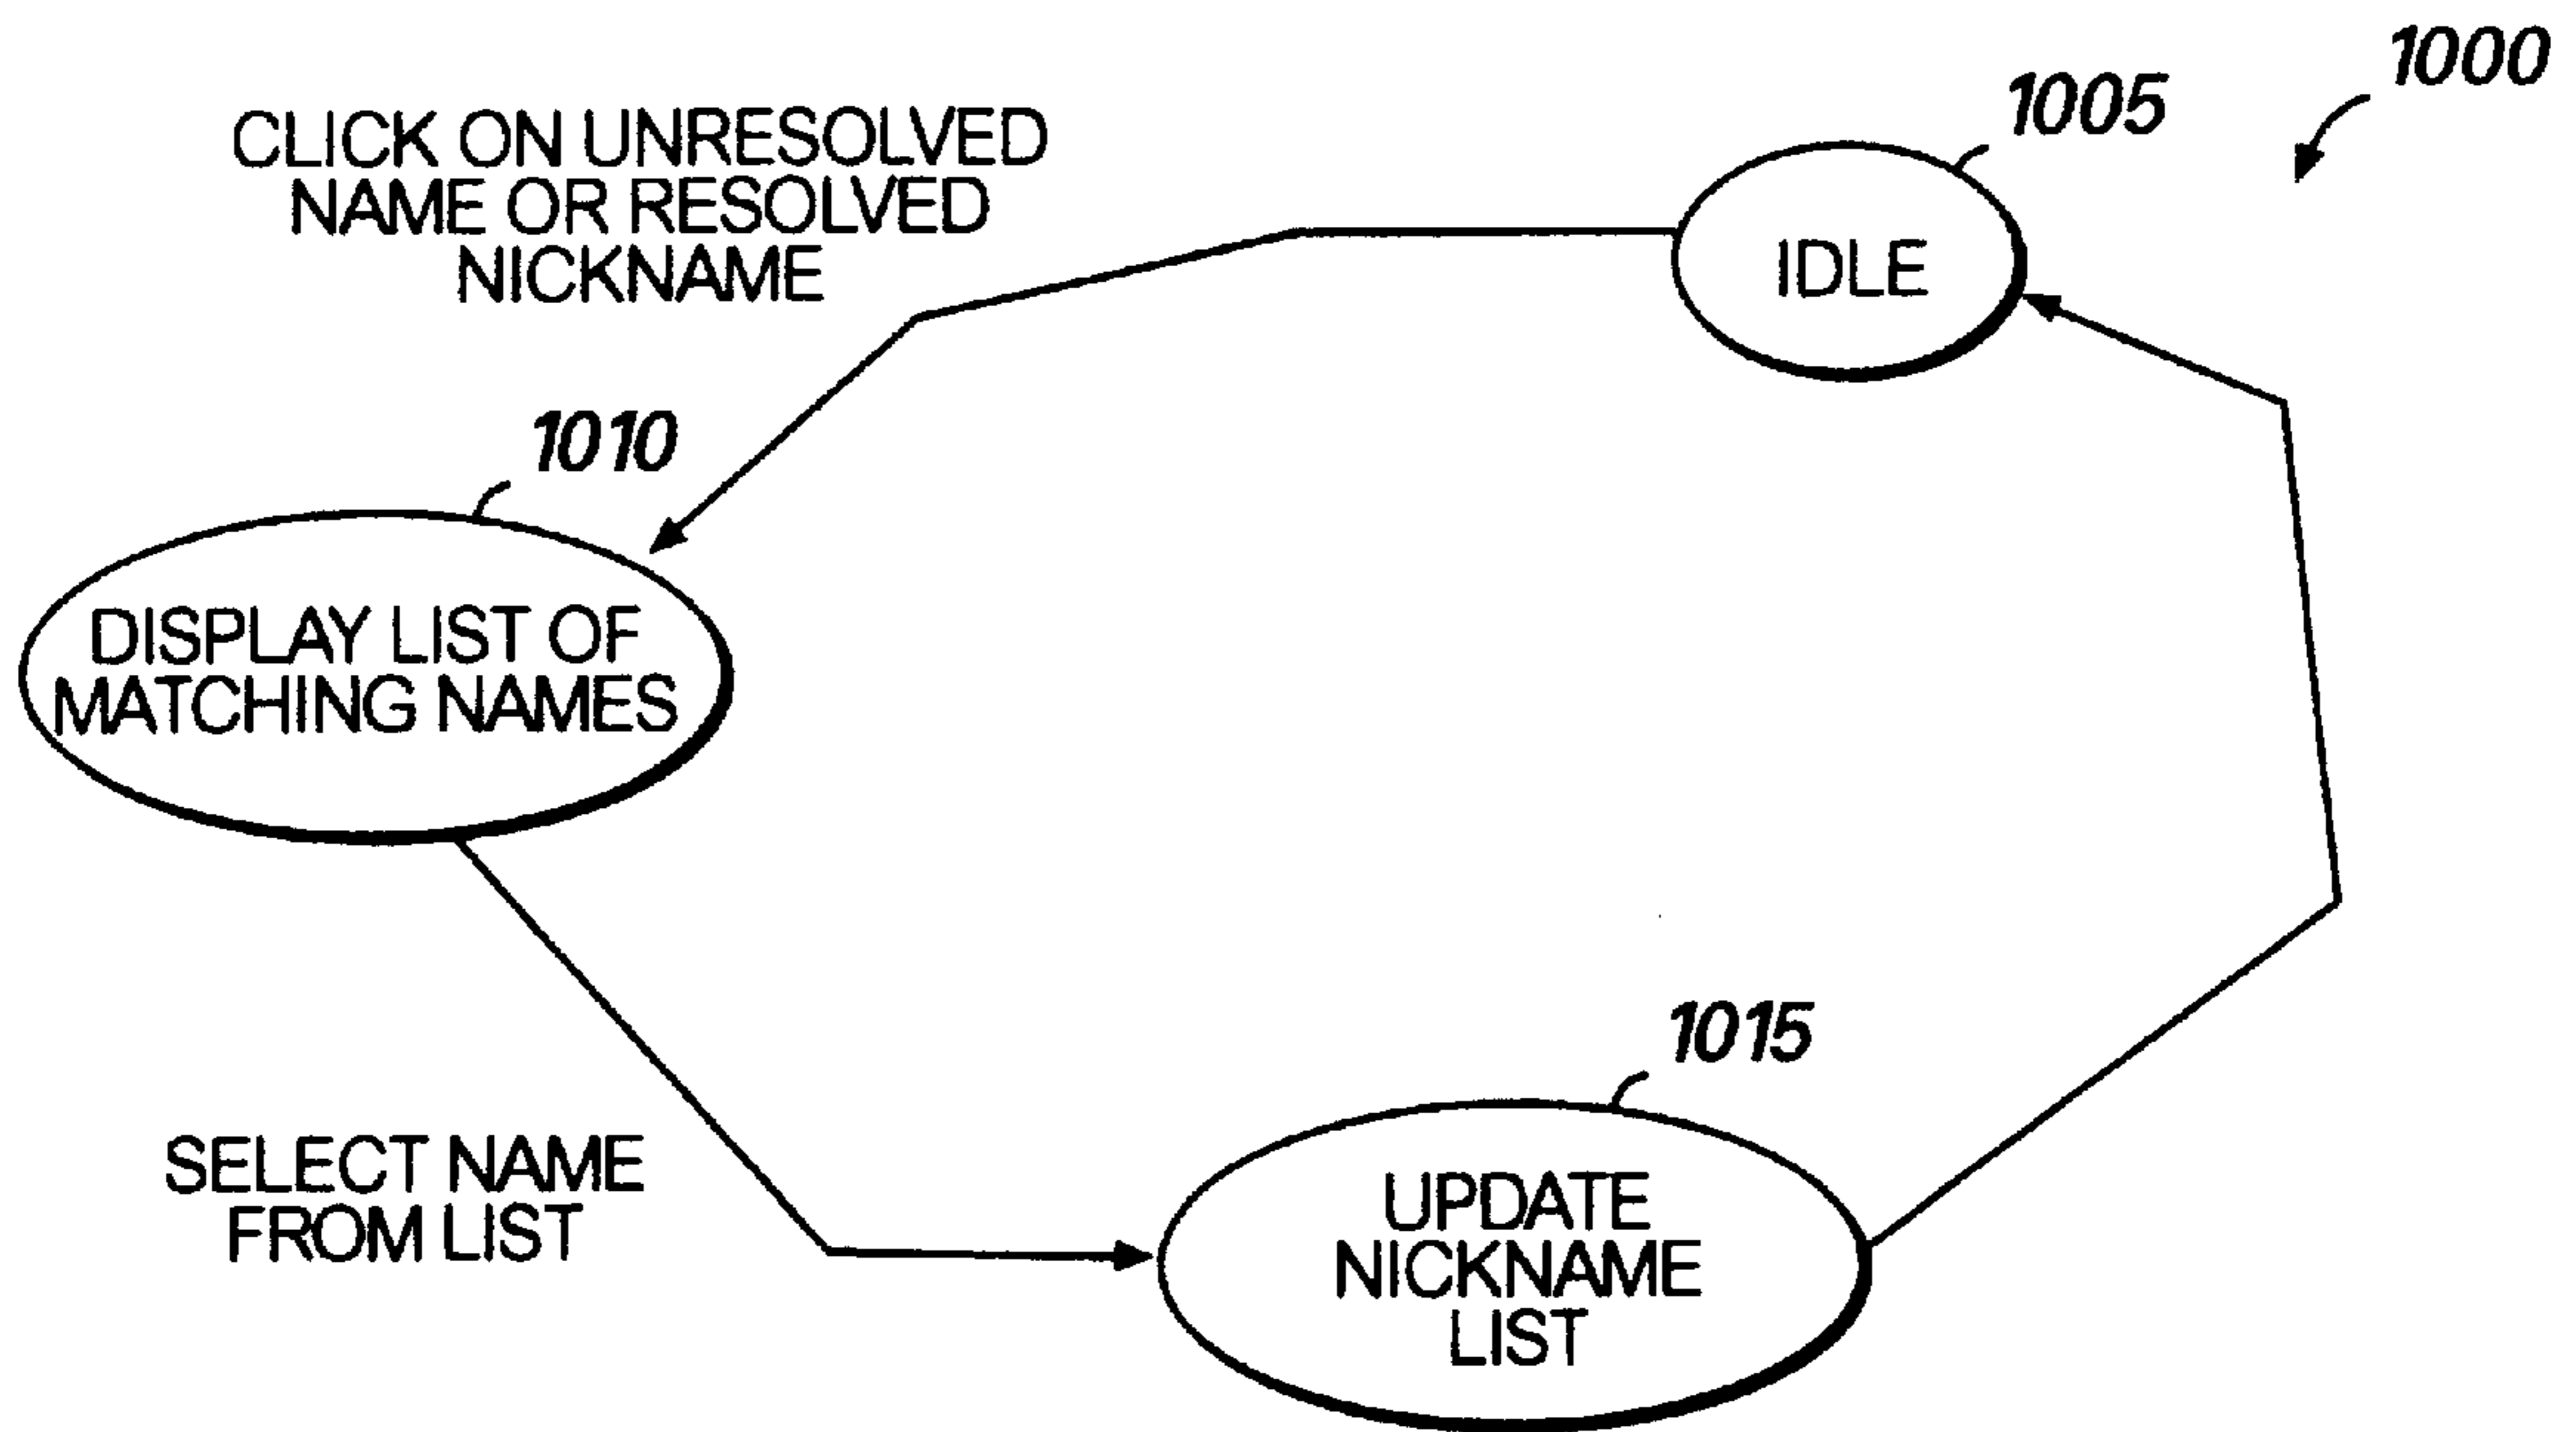 1000
1005
CLICK ON UNRESOLVED
NAME OR RESOLVED
NICKNAME
IDLE
1010
DISPLAY LIST OF
MATCHING NAMES
1015
SELECT NAME
FROM LIST
UPDATE
NICKNAME
LIST